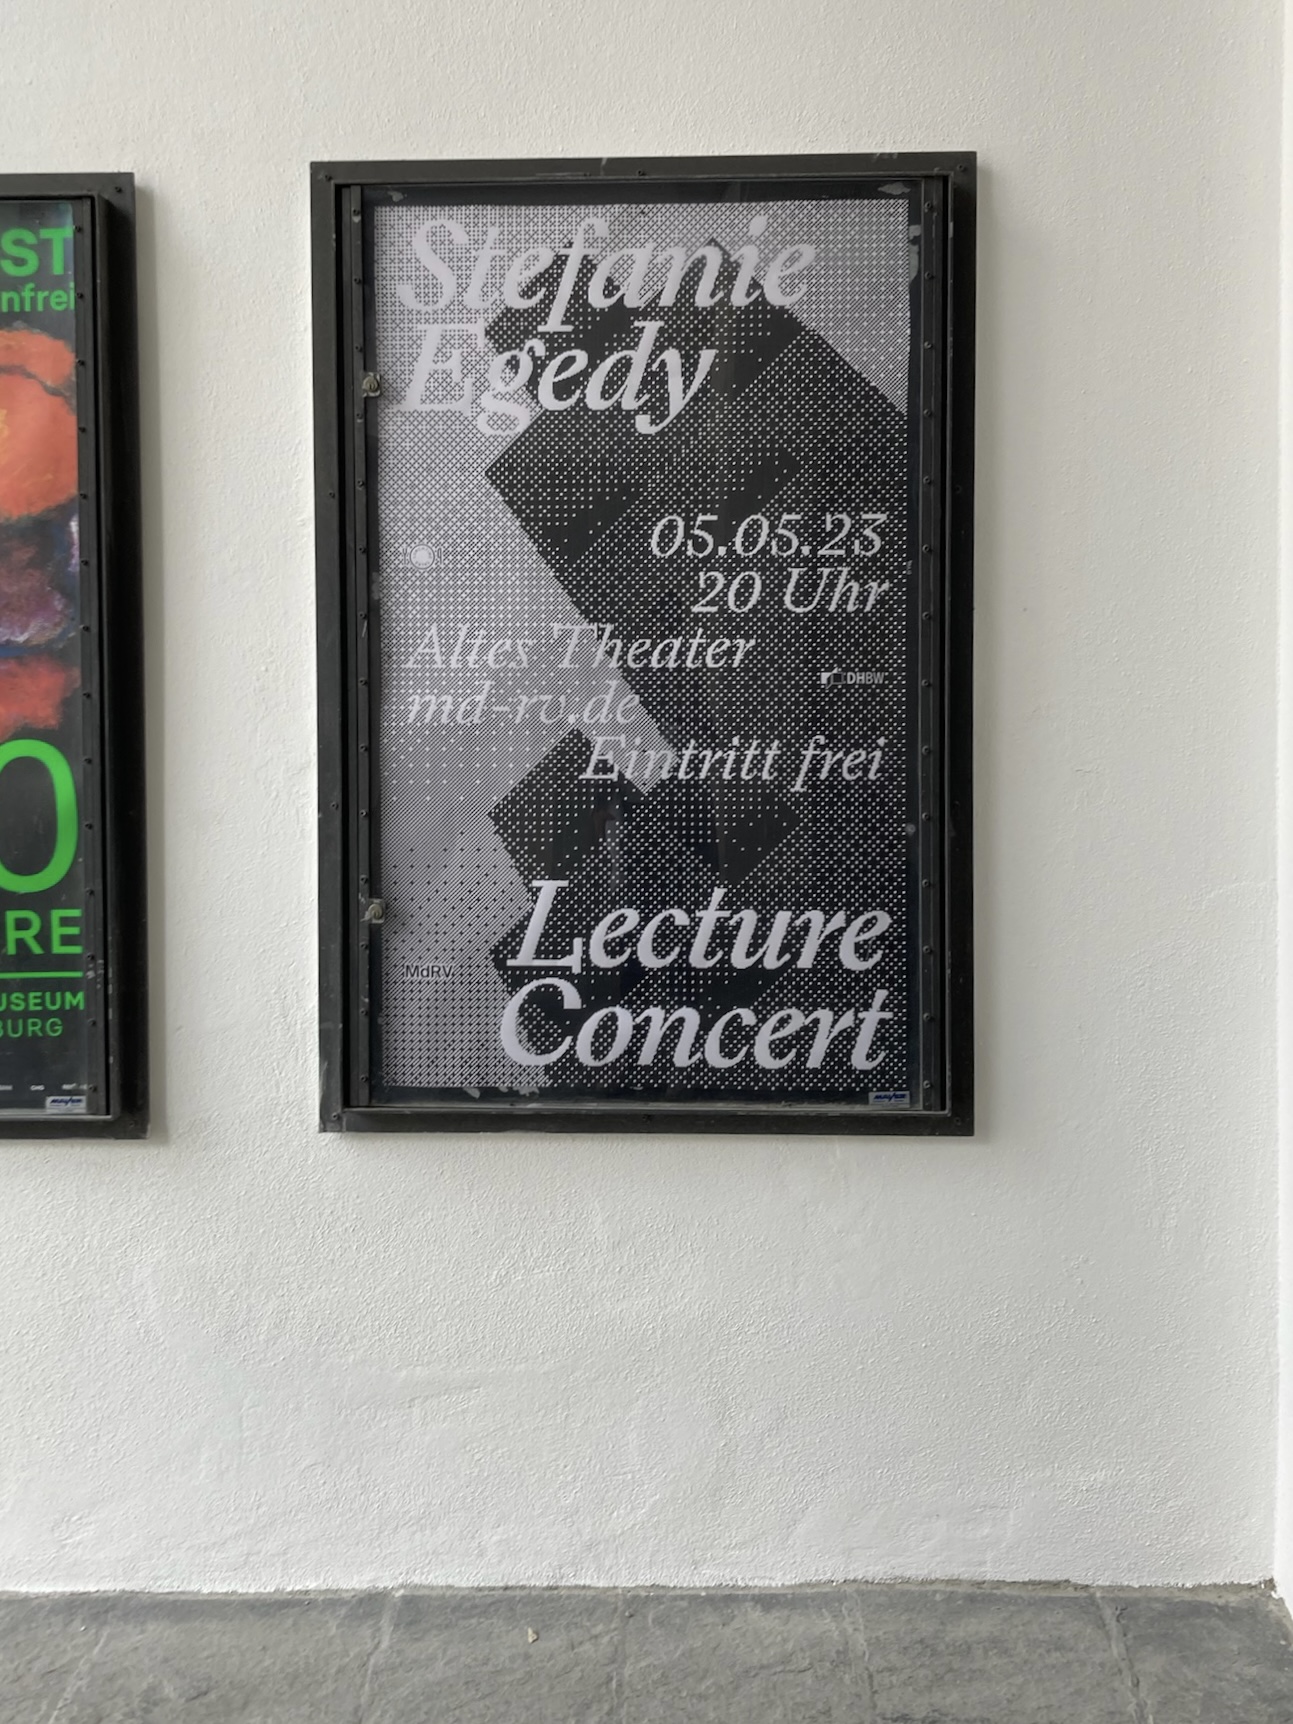 ST
nfrei
0
RE
USEUM
BURG
Stefanie
Egedy
05.05.23
20 Uhr
Altes Theater
DHBW
md-rv.de
Eintritt frei
Lecture
MdRV
Concert